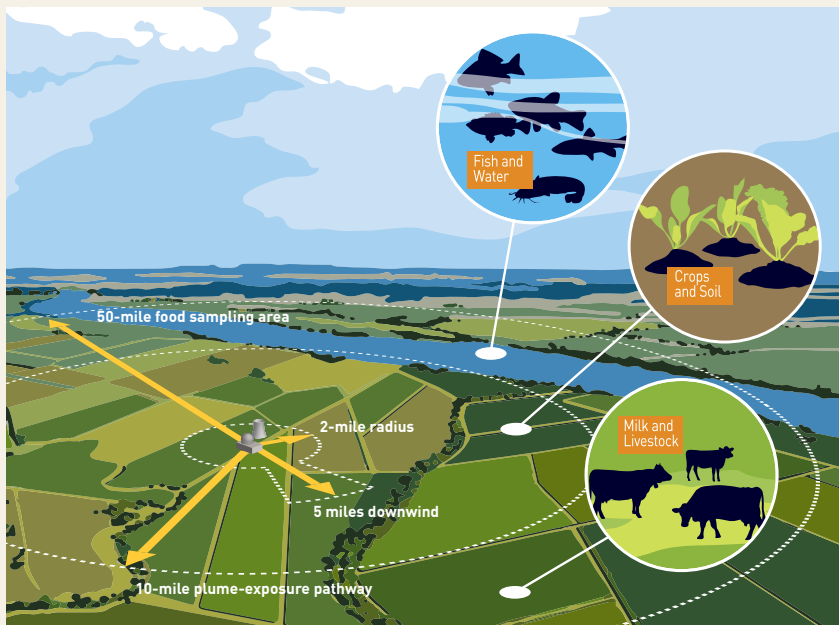 Fish and
Water
Crops
and Soil
50-mile food sampling area
2-mile radius
Milk and
Livestock
5 miles downwind
10-mile plume-exposure pathway